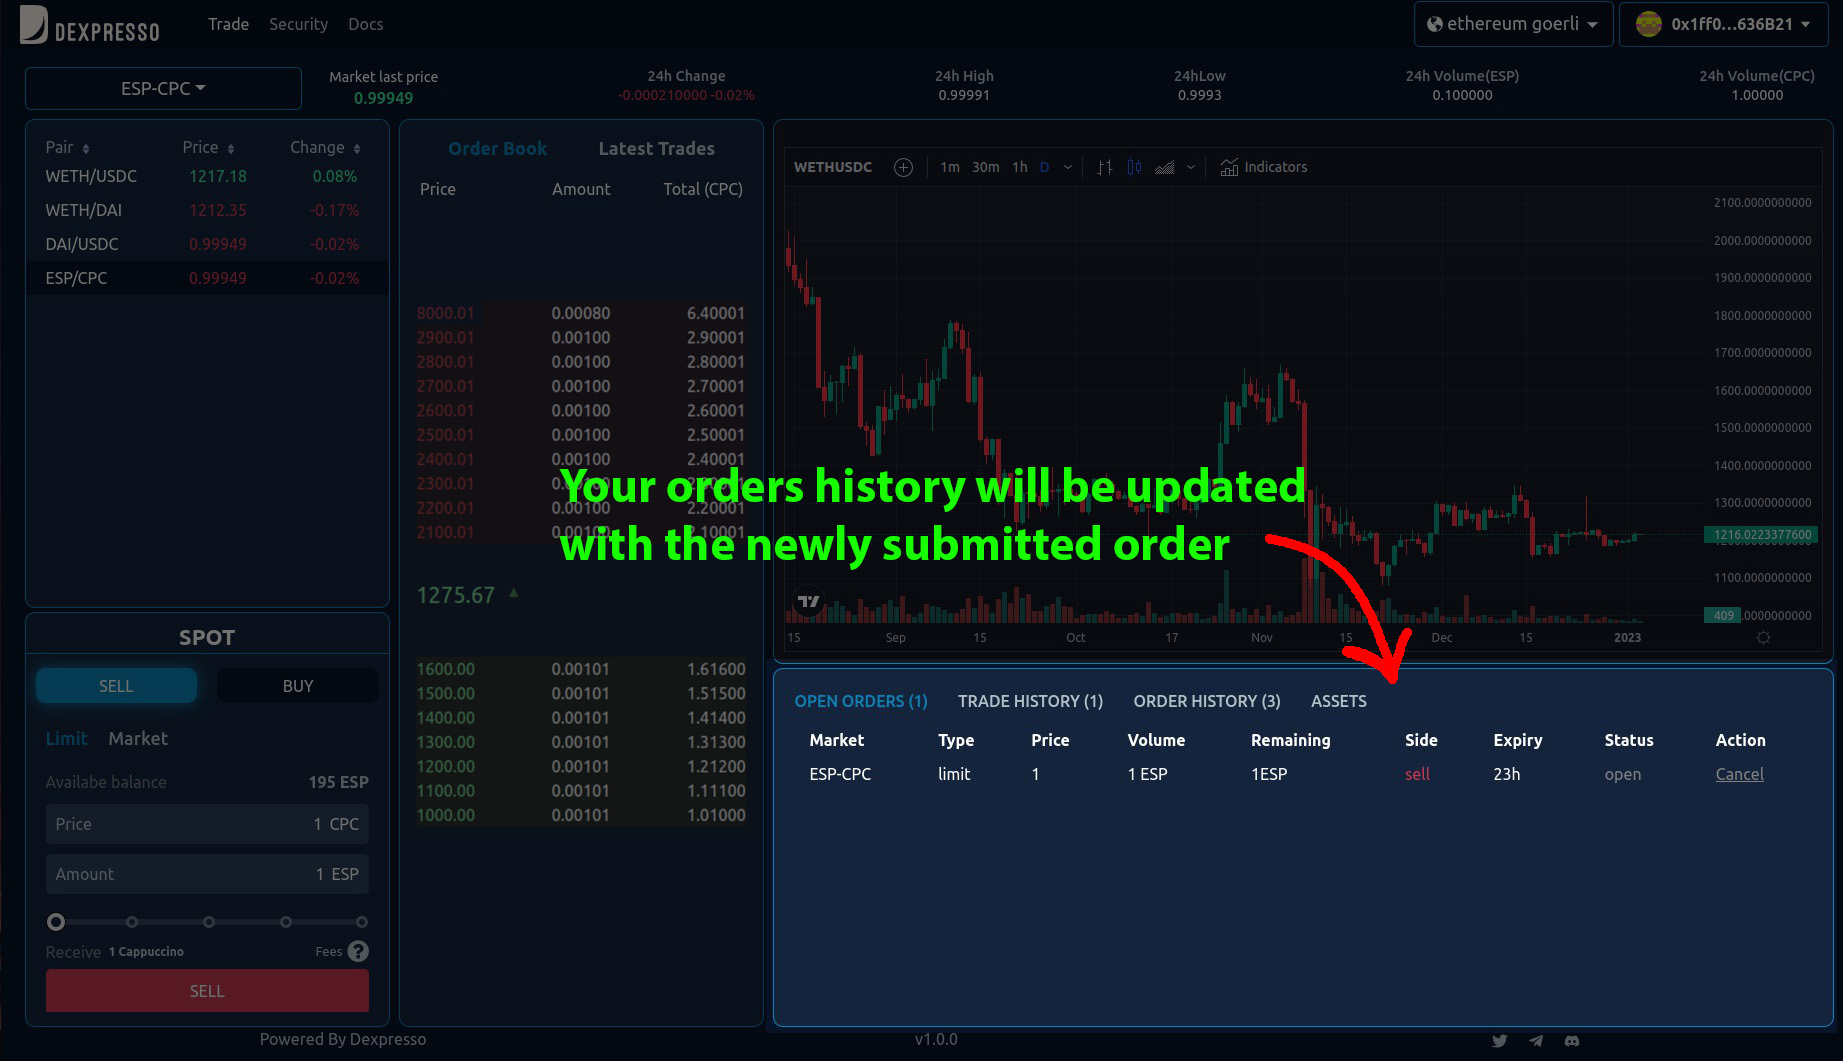 DEXPRESSO
Trade Security Docs
ethereum goerli
0x1ff0...636B21
ESP-CPC
Market last price
0.99949
24h Change
-0.000210000 -0.02%
24h High
0.99991
24hLow
0.9993
24h Volume(ESP)
0.100000
24h Volume(CPC)
1.00000
Pair Price Change
WETH/USDC 1217.18 0.08%
WETH/DAI 1212.35 -0.17%
DAI/USDC 0.99949 -0.02%
ESP/CPC 0.99949 -0.02%
Order Book Latest Trades
Price Amount Total (CPC)
8000.01 0.00080 6.40001
2900.01 0.00100 2.90001
2800.01 0.00100 2.80001
2700.01 0.00100 2.70001
2600.01 0.00100 2.60001
2500.01 0.00100 2.50001
2400.01 0.00100 2.40001
2300.01
2200.01 0.00100 2.20001
2100.01
1275.67
1600.00 0.00101 1.61600
1500.00 0.00101 1.51500
1400.00 0.00101 1.41400
1300.00 0.00101 1.31300
1200.00 0.00101 1.21200
1100.00 0.00101 1.11100
1000.00 0.00101 1.01000
WETHUSDC 1m 30m 1h D Indicators
2100.0000000000
2000.0000000000
1900.0000000000
1800.0000000000
1700.0000000000
1600.0000000000
1500.0000000000
1400.0000000000
1300.0000000000
1216.0223377600
1100.0000000000
409 .0000000000
15 Sep 15 Oct 17 Nov 15 Dec 15 2023
Your orders history will be updated
with the newly submitted order
SPOT
SELL BUY
Limit Market
Availabe balance 195 ESP
Price 1 CPC
Amount 1 ESP
Receive 1 Cappuccino Fees ?
SELL
OPEN ORDERS (1) TRADE HISTORY (1) ORDER HISTORY (3) ASSETS
Market Type Price Volume Remaining Side Expiry Status Action
ESP-CPC limit 1 1 ESP 1ESP sell 23h open Cancel
Powered By Dexpresso
v1.0.0